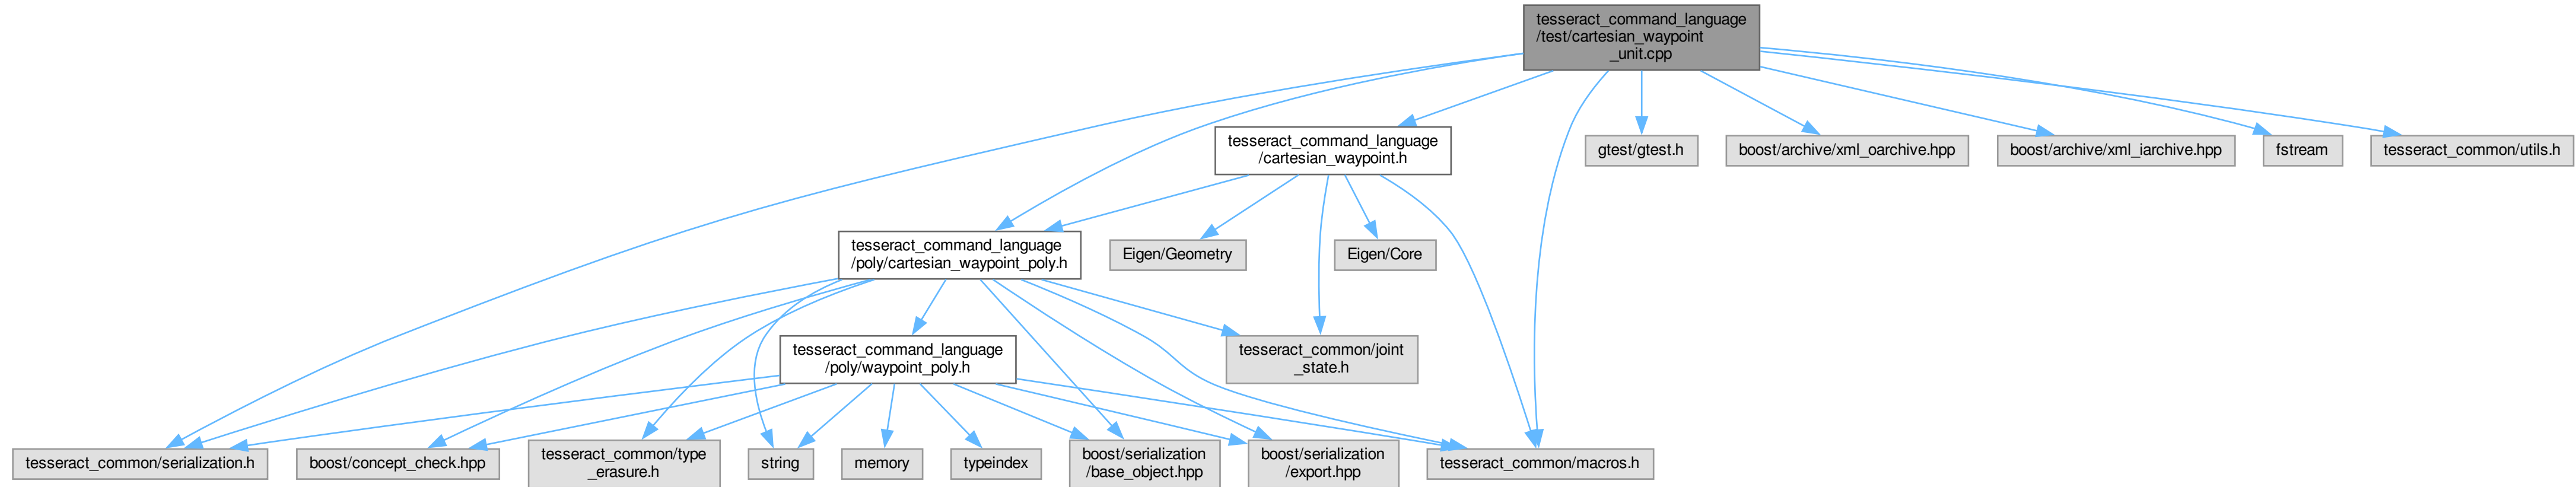 tesseract_command_language
/test/cartesian_waypoint
_unit.cpp
tesseract_command_language
/cartesian_waypoint.h
gtest/gtest.h
boost/archive/xml_oarchive.hpp
boost/archive/xml_iarchive.hpp
fstream
tesseract_common/utils.h
tesseract_command_language
/poly/cartesian_waypoint_poly.h
Eigen/Geometry
Eigen/Core
tesseract_command_language
/poly/waypoint_poly.h
tesseract_common/joint
_state.h
tesseract_common/serialization.h
boost/concept_check.hpp
tesseract_common/type
_erasure.h
string
memory
typeindex
boost/serialization
/base_object.hpp
boost/serialization
/export.hpp
tesseract_common/macros.h